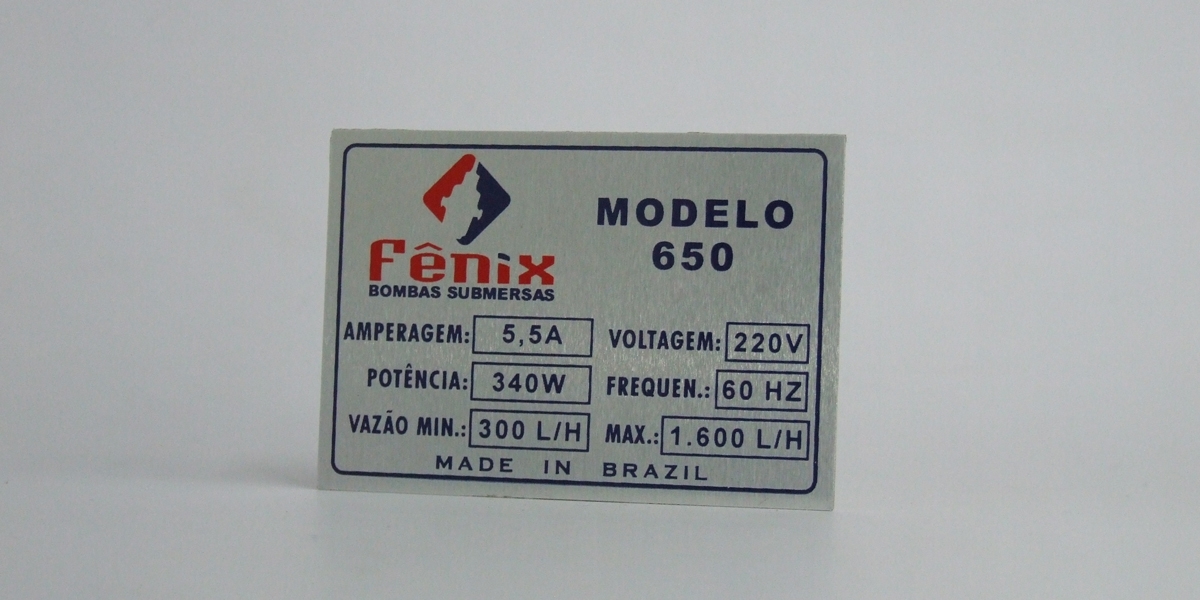 Fênix
BOMBAS SUBMERSAS
MODELO
650
AMPERAGEM: 5,5A VOLTAGEM: 220V
POTÊNCIA: 340W FREQUEN.: 60 HZ
VAZÃO MIN.: 300 L/H MAX.: 1.600 L/H
MADE IN BRAZIL